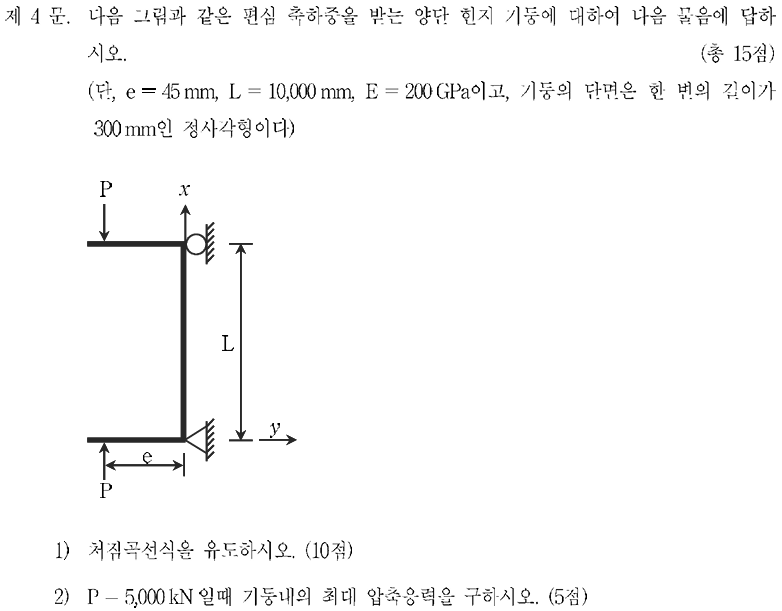 제 4 문. 다음 그림과 같은 편심 축하중을 받는 양단 힌지 기둥에 대하여 다음 물음에 답하
시오. (총 15점)
(단, e = 45 mm, L = 10,000 mm, E = 200 GPa이고, 기둥의 단면은 한 변의 길이가
300 mm인 정사각형이다)
P x
L
y
e
P
1) 처짐곡선식을 유도하시오. (10점)
2) P = 5,000 kN일때 기둥내의 최대 압축응력을 구하시오. (5점)